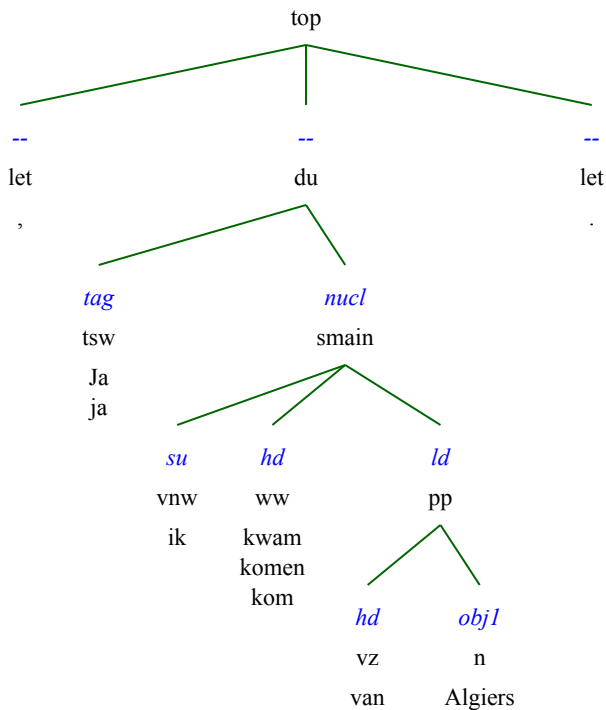 top
-- -- --
let du let
, .
tag nucl
tsw smain
Ja
ja
su hd ld
vnw ww pp
ik kwam
komen
kom
hd obj1
vz n
van Algiers